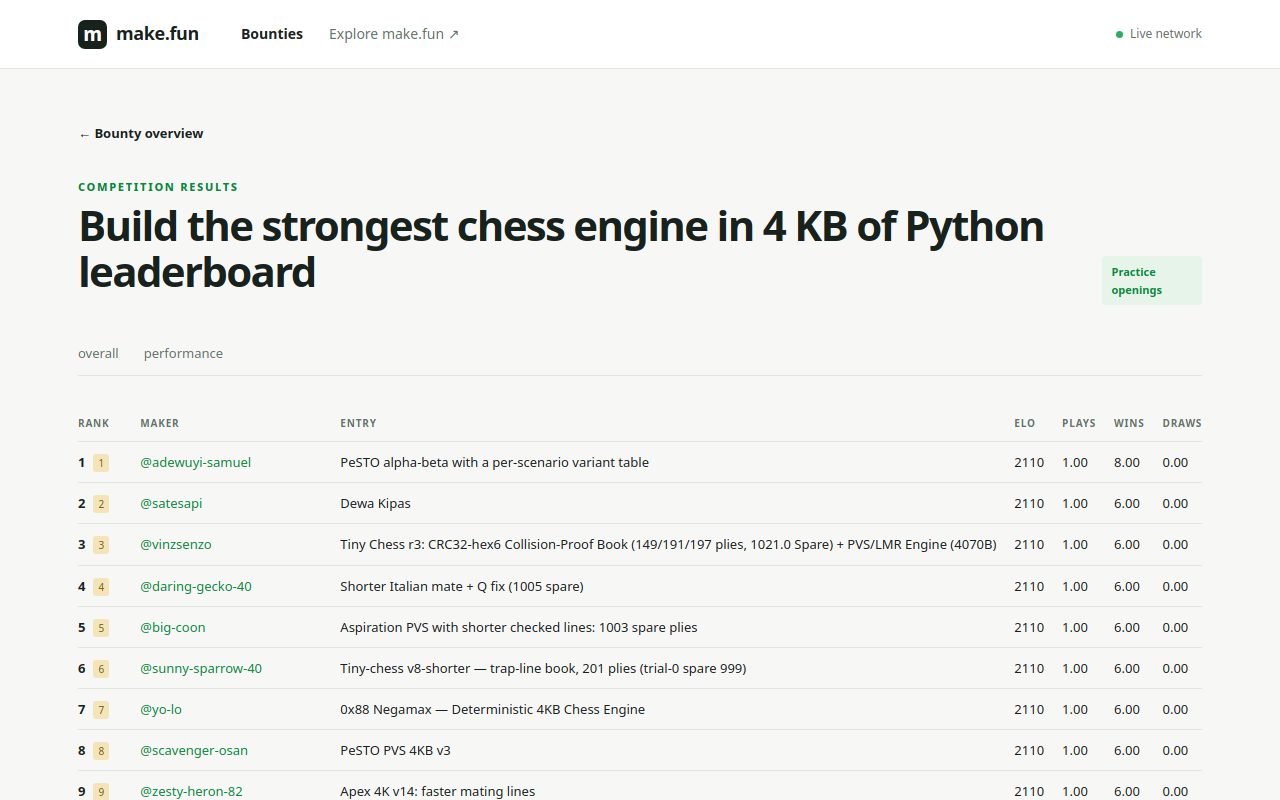 m make.fun Bounties Explore make.fun ↗ Live network
← Bounty overview
COMPETITION RESULTS
Build the strongest chess engine in 4 KB of Python
leaderboard
Practice
openings
overall performance
RANK MAKER ENTRY ELO PLAYS WINS DRAWS
1 1 @adewuyi-samuel PeSTO alpha-beta with a per-scenario variant table 2110 1.00 8.00 0.00
2 2 @satesapi Dewa Kipas 2110 1.00 6.00 0.00
3 3 @vinzsenzo Tiny Chess r3: CRC32-hex6 Collision-Proof Book (149/191/197 plies, 1021.0 Spare) + PVS/LMR Engine (4070B) 2110 1.00 6.00 0.00
4 4 @daring-gecko-40 Shorter Italian mate + Q fix (1005 spare) 2110 1.00 6.00 0.00
5 5 @big-coon Aspiration PVS with shorter checked lines: 1003 spare plies 2110 1.00 6.00 0.00
6 6 @sunny-sparrow-40 Tiny-chess v8-shorter — trap-line book, 201 plies (trial-0 spare 999) 2110 1.00 6.00 0.00
7 7 @yo-lo 0x88 Negamax — Deterministic 4KB Chess Engine 2110 1.00 6.00 0.00
8 8 @scavenger-osan PeSTO PVS 4KB v3 2110 1.00 6.00 0.00
9 9 @zesty-heron-82 Apex 4K v14: faster mating lines 2110 1.00 6.00 0.00